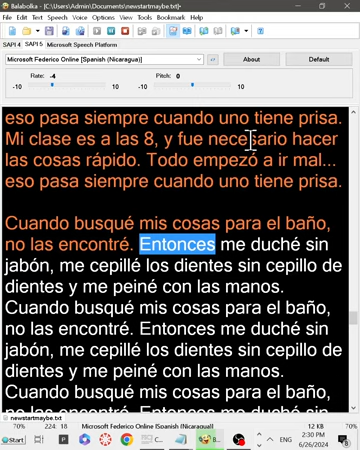 Balabolka - [C:\Users\Admin\Documents\newstartmaybe.txt]
File Edit Text Speech Options View Tools Bookmark Help
SAPI 4 SAPI 5 Microsoft Speech Platform
Microsoft Federico Online (Spanish (Nicaragua)) About Default
Rate: -4 Pitch: 0
-10 10 -10 10
eso pasa siempre cuando uno tiene prisa.
Mi clase es a las 8, y fue necesario hacer
las cosas rápido. Todo empezó a ir mal...
eso pasa siempre cuando uno tiene prisa.
Cuando busqué mis cosas para el baño,
no las encontré. Entonces me duché sin
jabón, me cepillé los dientes sin cepillo de
dientes y me peiné con las manos.
Cuando busqué mis cosas para el baño,
no las encontré. Entonces me duché sin
jabón, me cepillé los dientes sin cepillo de
dientes y me peiné con las manos.
Cuando busqué mis cosas para el baño,
no las encontré. Entonces me duché sin
newstartmaybe.txt
70% 224: 18 Microsoft Federico Online (Spanish (Nicaragua)) 12 KB 70%
Start C... B... ENG 2:30 PM
6/26/2024